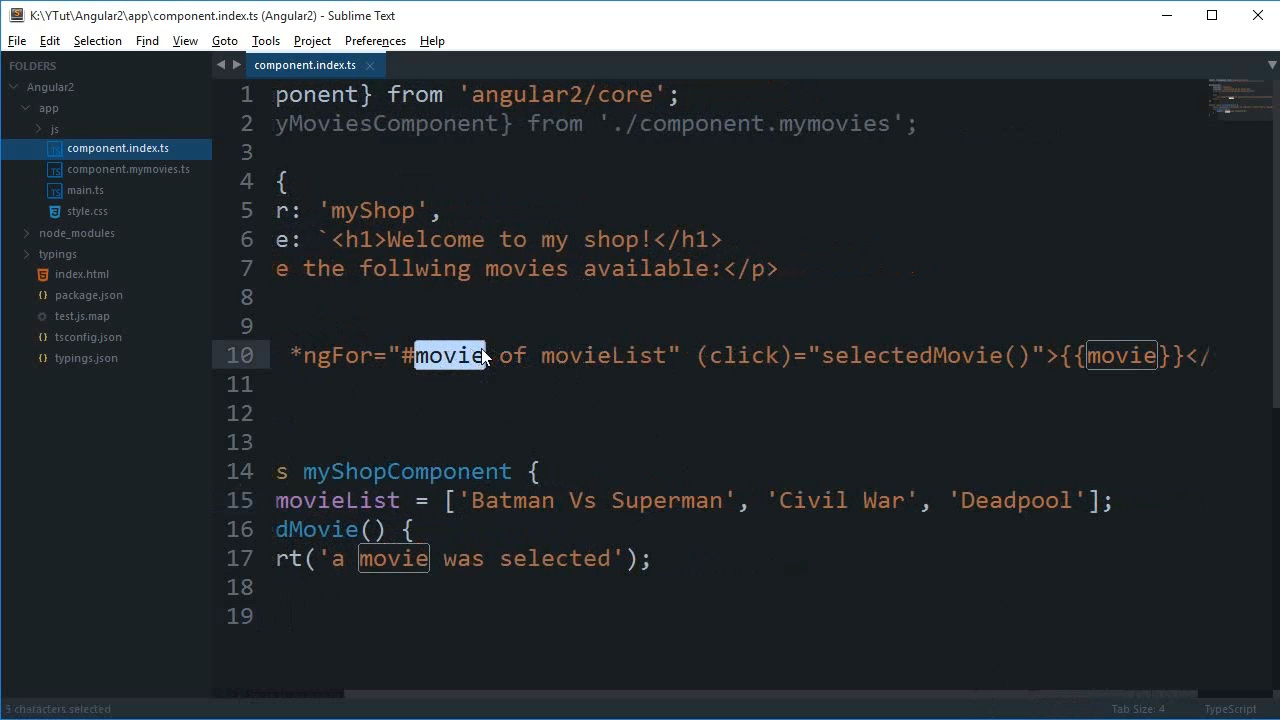 K:\YTut\Angular2\app\component.index.ts (Angular2) - Sublime Text
File Edit Selection Find View Goto Tools Project Preferences Help
FOLDERS
Angular2
app
js
component.index.ts
component.mymovies.ts
main.ts
style.css
node_modules
typings
index.html
package.json
test.js.map
tsconfig.json
typings.json
component.index.ts
1 ponent} from 'angular2/core';
2 yMoviesComponent} from './component.mymovies';
3
4 {
5 r: 'myShop',
6 e: `<h1>Welcome to my shop!</h1>
7 e the follwing movies available:</p>
8
9
10 *ngFor="#movie of movieList" (click)="selectedMovie()">{{movie}}</
11
12
13
14 s myShopComponent {
15 movieList = ['Batman Vs Superman', 'Civil War', 'Deadpool'];
16 dMovie() {
17 rt('a movie was selected');
18
19
5 characters selected
Tab Size: 4
TypeScript